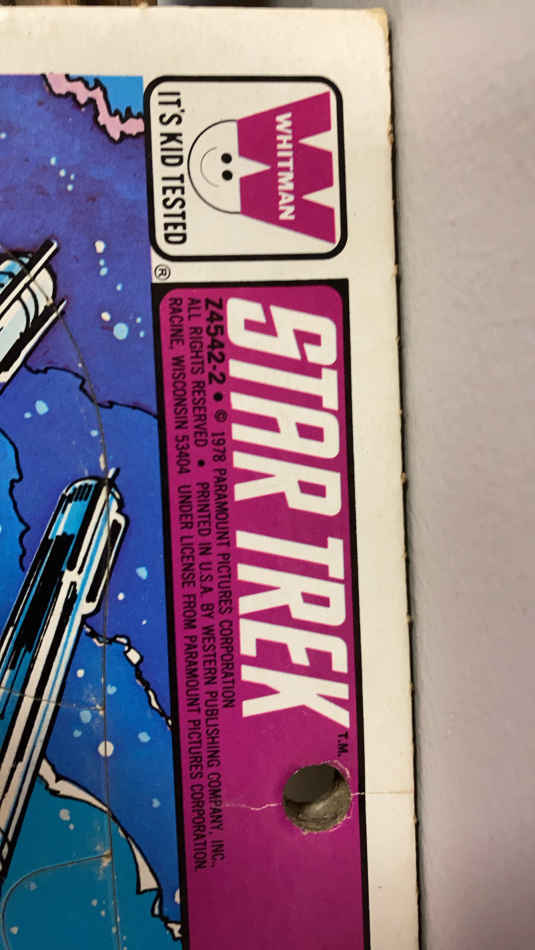 WHITMAN
IT'S KID TESTED
®
STAR TREK T.M.
Z4542-2 • © 1978 PARAMOUNT PICTURES CORPORATION
ALL RIGHTS RESERVED • PRINTED IN U.S.A. BY WESTERN PUBLISHING COMPANY, INC.,
RACINE, WISCONSIN 53404 UNDER LICENSE FROM PARAMOUNT PICTURES CORPORATION.